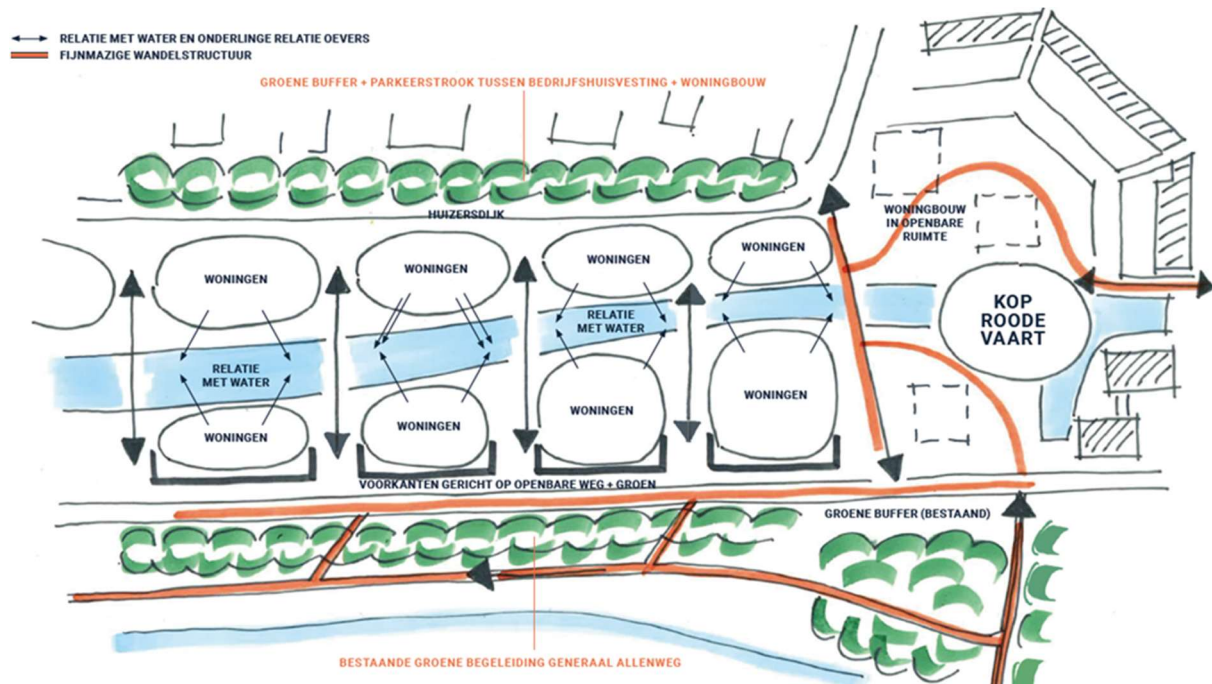 RELATIE MET WATER EN ONDERLINGE RELATIE OEVERS
FIJNMAZIGE WANDELSTRUCTUUR
GROENE BUFFER + PARKEERSTROOK TUSSEN BEDRIJFSHUISVESTING + WONINGBOUW
HUIZERSDIJK
WONINGBOUW
IN OPENBARE
RUIMTE
WONINGEN
WONINGEN
WONINGEN
WONINGEN
KOP
ROODE
VAART
RELATIE
MET WATER
RELATIE
MET WATER
WONINGEN
WONINGEN
WONINGEN
WONINGEN
VOORKANTEN GERICHT OP OPENBARE WEG + GROEN
GROENE BUFFER (BESTAAND)
BESTAANDE GROENE BEGELEIDING GENERAAL ALLENWEG